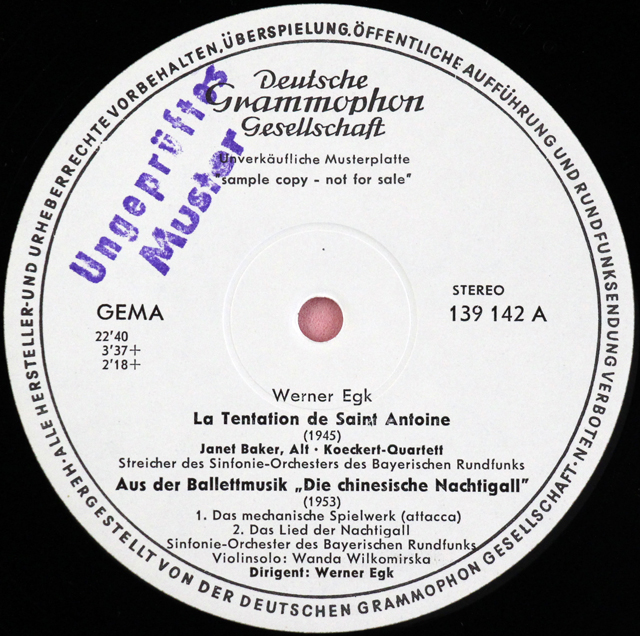 ALLE HERSTELLER-UND URHEBERRECHTE VORBEHALTEN, ÜBERSPIELUNG, ÖFFENTLICHE AUFFÜHRUNG UND RUNDFUNKSENDUNG VERBOTEN·
HERGESTELLT VON DER DEUTSCHEN GRAMMOPHON GESELLSCHAFT·
Deutsche
Grammophon
Gesellschaft
Ungeprüftes
Muster
Unverkäufliche Musterplatte
"sample copy - not for sale"
STEREO
GEMA
139 142 A
22'40
3'37+
2'18+
Werner Egk
La Tentation de Saint Antoine
(1945)
Janet Baker, Alt · Koeckert-Quartett
Streicher des Sinfonie-Orchesters des Bayerischen Rundfunks
Aus der Ballettmusik „Die chinesische Nachtigall”
(1953)
1. Das mechanische Spielwerk (attacca)
2. Das Lied der Nachtigall
Sinfonie-Orchester des Bayerischen Rundfunks
Violinsolo: Wanda Wilkomirska
Dirigent: Werner Egk